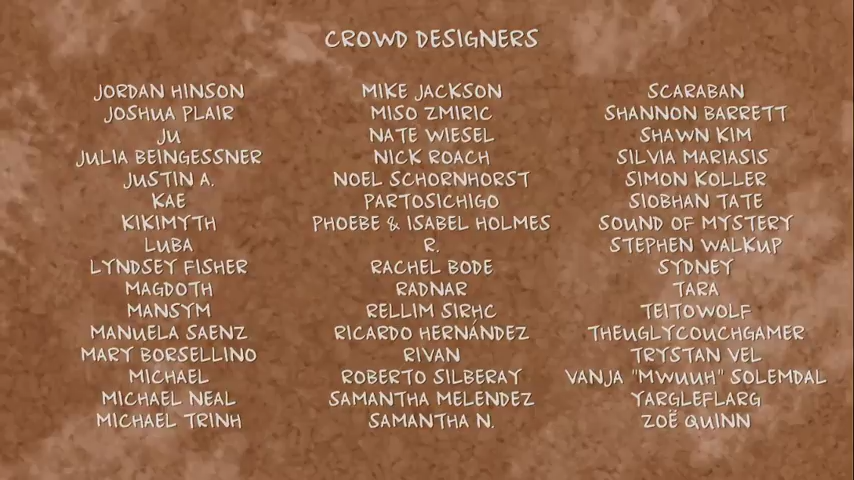 CROWD DESIGNERS
JORDAN HINSON
JOSHUA PLAIR
JU
JULIA BEINGESSNER
JUSTIN A.
KAE
KIKIMYTH
LUBA
LYNDSEY FISHER
MAGDOTH
MANSYM
MANUELA SAENZ
MARY BORSELLINO
MICHAEL
MICHAEL NEAL
MICHAEL TRINH
MIKE JACKSON
MISO ZMIRIC
NATE WIESEL
NICK ROACH
NOEL SCHORNHORST
PARTOSICHIGO
PHOEBE & ISABEL HOLMES
R.
RACHEL BODE
RADNAR
RELLIM SIRHC
RICARDO HERNÁNDEZ
RIVAN
ROBERTO SILBERAY
SAMANTHA MELENDEZ
SAMANTHA N.
SCARABAN
SHANNON BARRETT
SHAWN KIM
SILVIA MARIASIS
SIMON KOLLER
SIOBHAN TATE
SOUND OF MYSTERY
STEPHEN WALKUP
SYDNEY
TARA
TEITOWOLF
THEUGLYCOUCHGAMER
TRYSTAN VEL
VANJA "MWUUH" SOLEMDAL
YARGLEFLARG
ZOË QUINN